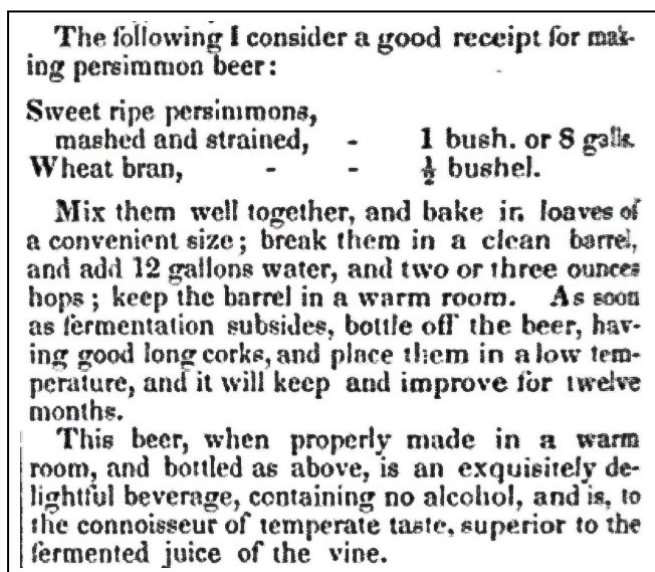 The following I consider a good receipt for mak-
ing persimmon beer:
Sweet ripe persimmons,
mashed and strained, - 1 bush. or 8 galls.
Wheat bran, - - ½ bushel.
Mix them well together, and bake in loaves of
a convenient size; break them in a clean barrel,
and add 12 gallons water, and two or three ounces
hops; keep the barrel in a warm room. As soon
as fermentation subsides, bottle off the beer, hav-
ing good long corks, and place them in a low tem-
perature, and it will keep and improve for twelve
months.
This beer, when properly made in a warm
room, and bottled as above, is an exquisitely de-
lightful beverage, containing no alcohol, and is, to
the connoisseur of temperate taste, superior to the
fermented juice of the vine.